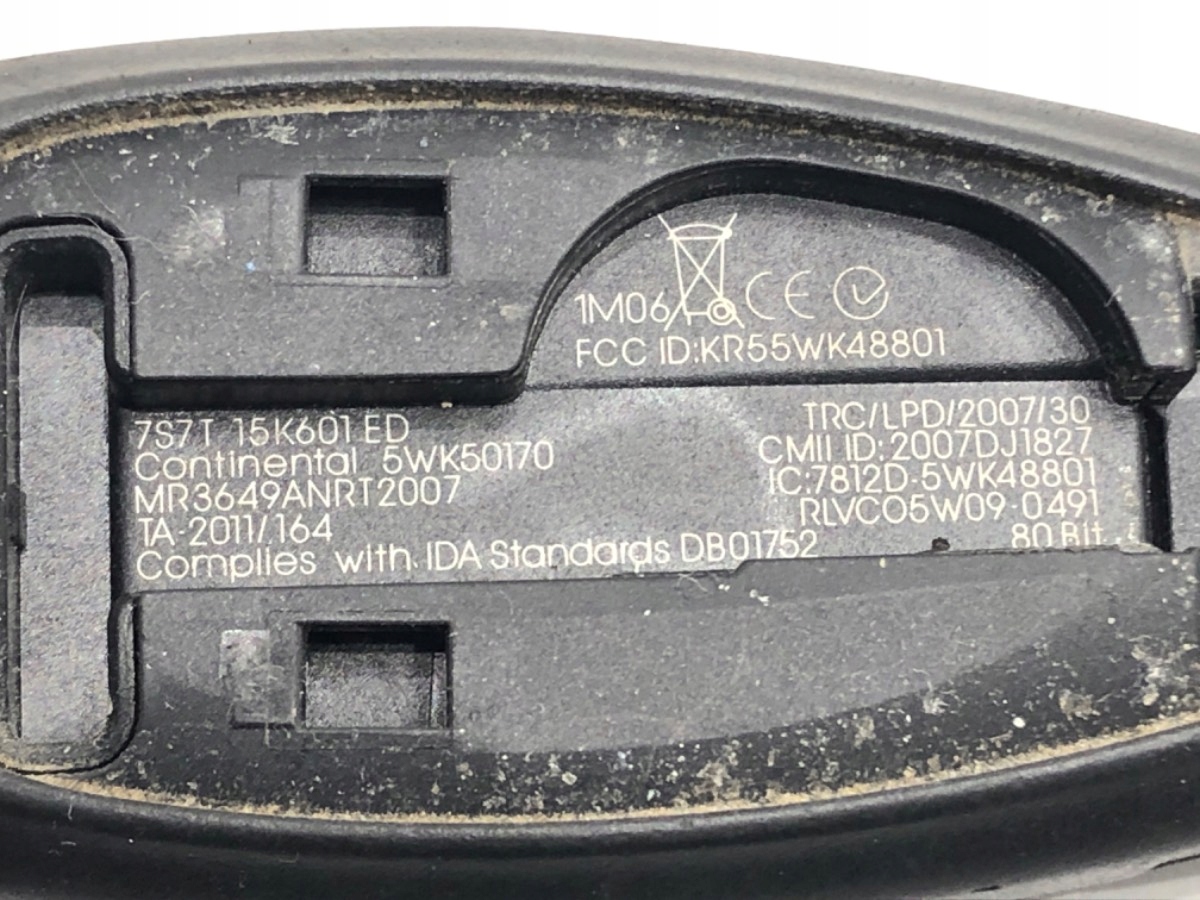 1M06 CE
FCC ID:KR55WK48801
7S7T 15K601 ED
Continental 5WK50170
MR3649ANRT2007
TA-2011/164
Complies with IDA Standards DB01752
TRC/LPD/2007/30
CMII ID: 2007DJ1827
IC:7812D-5WK48801
RLVCO5W09-0491
80 Bit